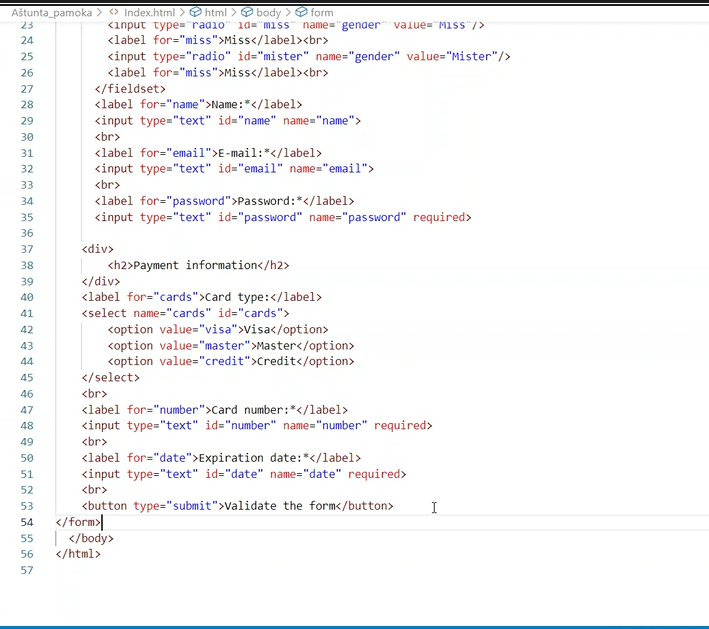 Aštunta_pamoka > <> Index.html > html > body > form
23 <input type="radio" id="miss" name="gender" value="Miss"/>
24 <label for="miss">Miss</label><br>
25 <input type="radio" id="mister" name="gender" value="Mister"/>
26 <label for="miss">Miss</label><br>
27 </fieldset>
28 <label for="name">Name:*</label>
29 <input type="text" id="name" name="name">
30 <br>
31 <label for="email">E-mail:*</label>
32 <input type="text" id="email" name="email">
33 <br>
34 <label for="password">Password:*</label>
35 <input type="text" id="password" name="password" required>
36
37 <div>
38 <h2>Payment information</h2>
39 </div>
40 <label for="cards">Card type:</label>
41 <select name="cards" id="cards">
42 <option value="visa">Visa</option>
43 <option value="master">Master</option>
44 <option value="credit">Credit</option>
45 </select>
46 <br>
47 <label for="number">Card number:*</label>
48 <input type="text" id="number" name="number" required>
49 <br>
50 <label for="date">Expiration date:*</label>
51 <input type="text" id="date" name="date" required>
52 <br>
53 <button type="submit">Validate the form</button>
54 </form>
55 </body>
56 </html>
57